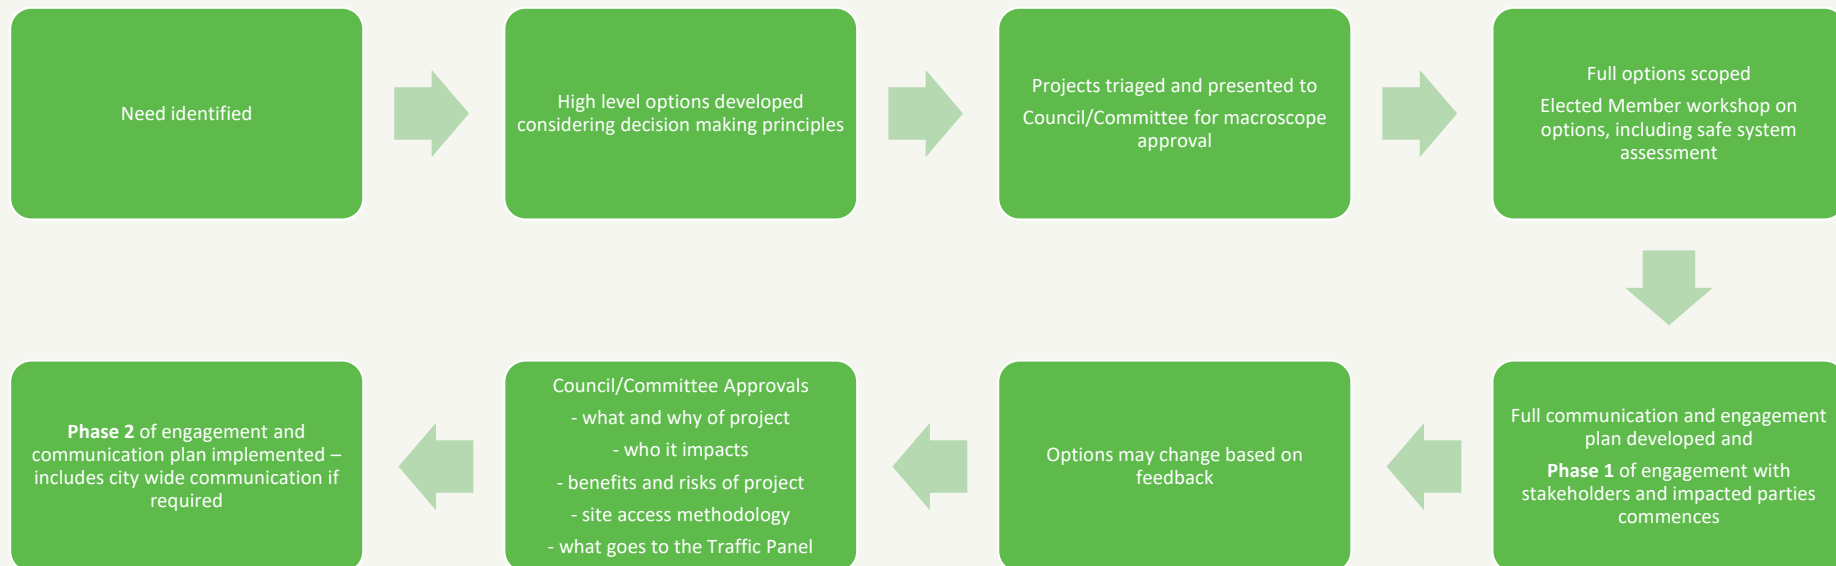 Need identified
High level options developed
considering decision making principles
Projects triaged and presented to
Council/Committee for macroscope
approval
Full options scoped
Elected Member workshop on
options, including safe system
assessment
Full communication and engagement
plan developed and
Phase 1 of engagement with
stakeholders and impacted parties
commences
Options may change based on
feedback
Council/Committee Approvals
- what and why of project
- who it impacts
- benefits and risks of project
- site access methodology
- what goes to the Traffic Panel
Phase 2 of engagement and
communication plan implemented –
includes city wide communication if
required